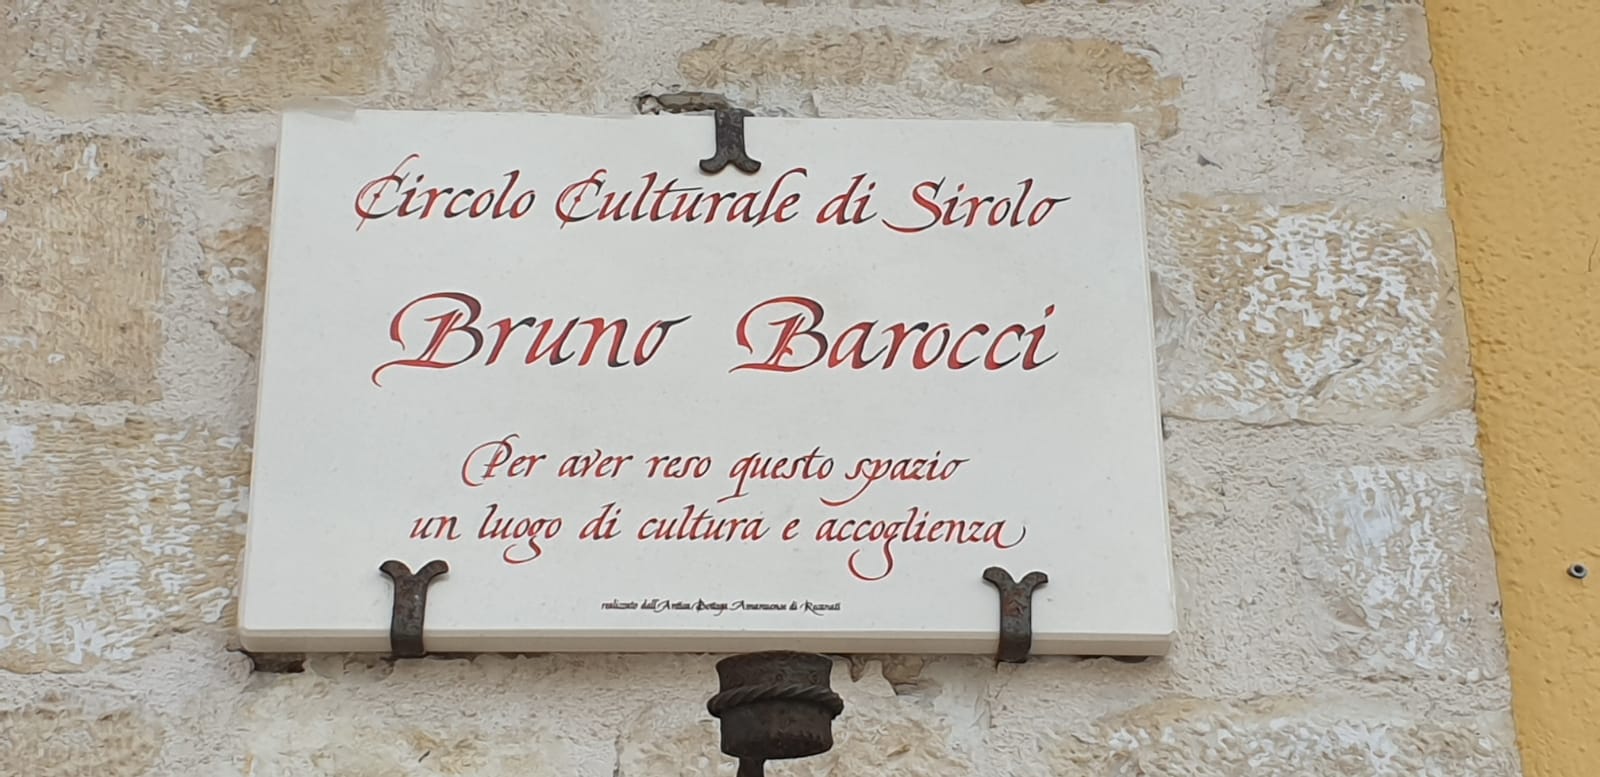 Circolo Culturale di Sirolo
Bruno Barocci
Per aver reso questo spazio
un luogo di cultura e accoglienza
realizzato dall'Antica Bottega Amanuense di Recanati